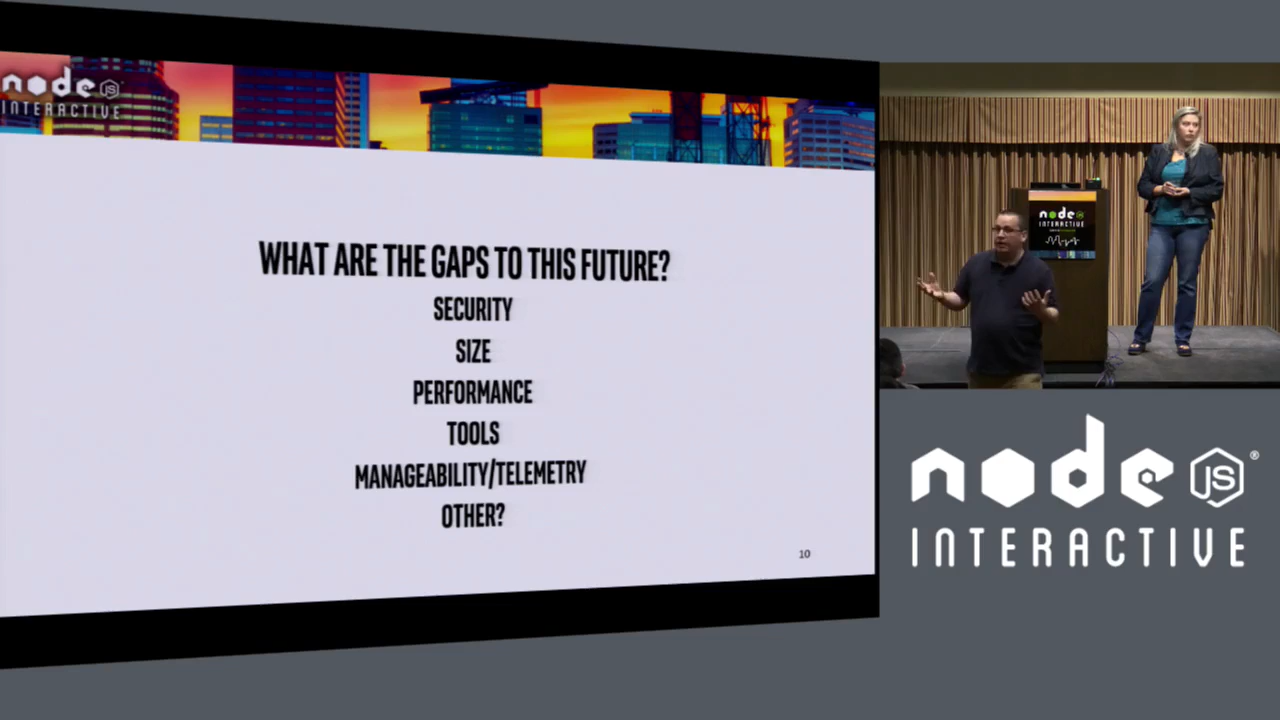 node JS
INTERACTIVE
WHAT ARE THE GAPS TO THIS FUTURE?
SECURITY
SIZE
PERFORMANCE
TOOLS
MANAGEABILITY/TELEMETRY
OTHER?
10
node JS
INTERACTIVE
node JS ®
INTERACTIVE